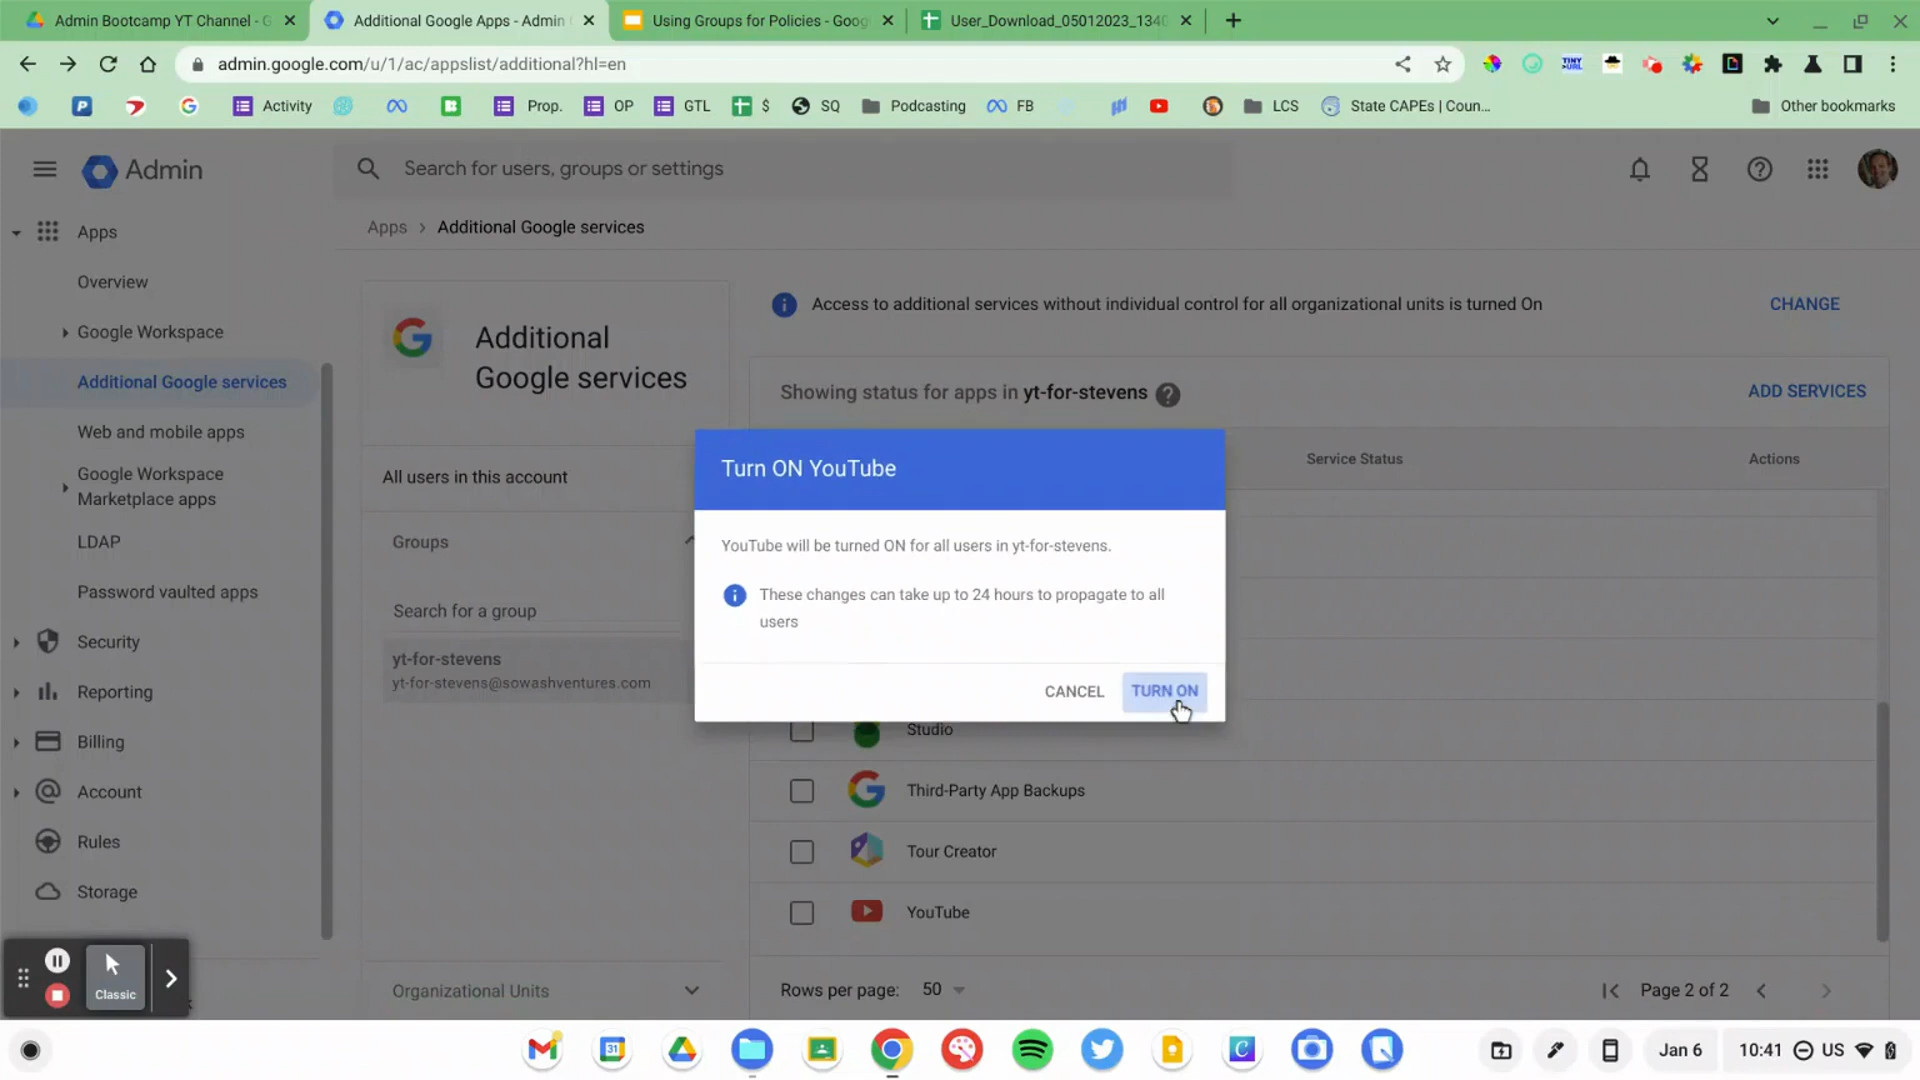 Admin Bootcamp YT Channel - G
Additional Google Apps - Admin
Using Groups for Policies - Goog
User_Download_05012023_1340
admin.google.com/u/1/ac/appslist/additional?hl=en
TINY
URL
Activity
Prop.
OP
GTL
$
SQ
Podcasting
FB
LCS
State CAPEs | Coun...
Other bookmarks
Admin
Search for users, groups or settings
Apps
Apps › Additional Google services
Overview
Google Workspace
Additional Google services
Web and mobile apps
Google Workspace
Marketplace apps
LDAP
Password vaulted apps
Security
Reporting
Billing
Account
Rules
Storage
Classic
Additional
Google services
All users in this account
Groups
Search for a group
yt-for-stevens
yt-for-stevens@sowashventures.com
Organizational Units
Access to additional services without individual control for all organizational units is turned On
CHANGE
Showing status for apps in yt-for-stevens
ADD SERVICES
Service Status
Actions
Turn ON YouTube
YouTube will be turned ON for all users in yt-for-stevens.
These changes can take up to 24 hours to propagate to all
users
CANCEL
TURN ON
Studio
Third-Party App Backups
Tour Creator
YouTube
Rows per page: 50
Page 2 of 2
31
Jan 6
10:41
US